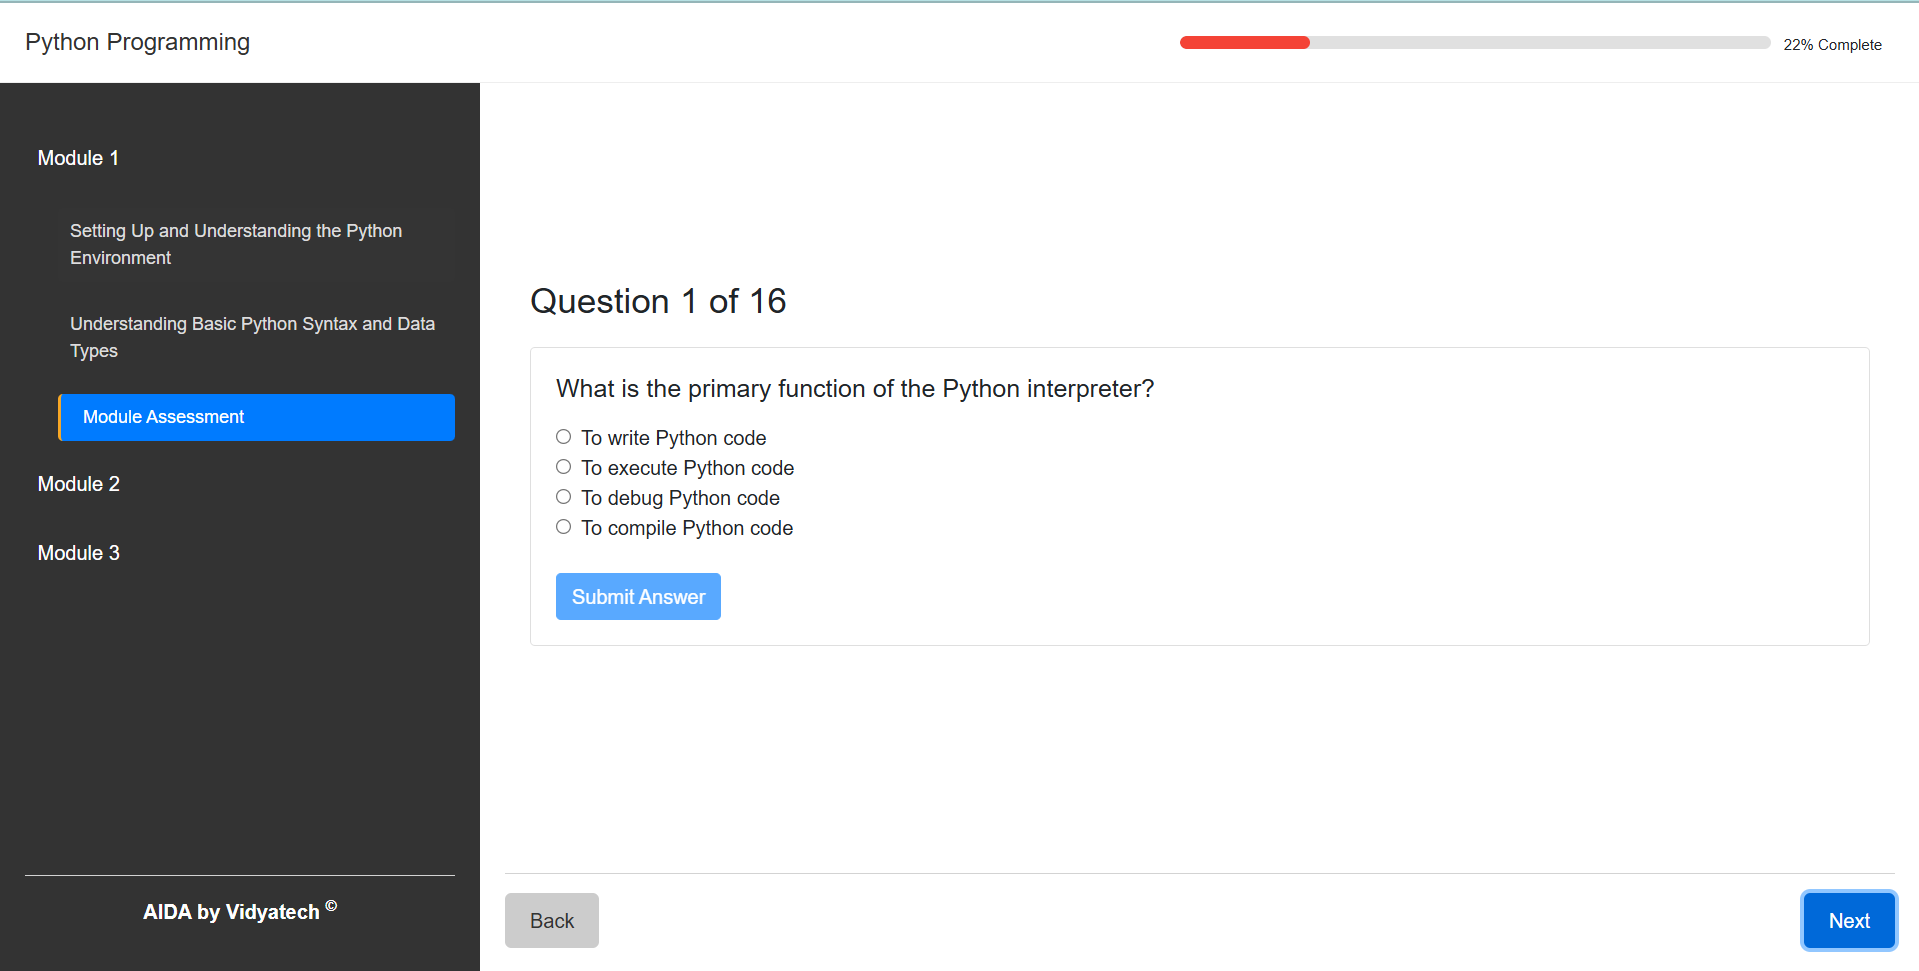 Python Programming
22% Complete
Module 1
Setting Up and Understanding the Python
Environment
Understanding Basic Python Syntax and Data
Types
Module Assessment
Module 2
Module 3
AIDA by Vidyatech ©
Question 1 of 16
What is the primary function of the Python interpreter?
To write Python code
To execute Python code
To debug Python code
To compile Python code
Submit Answer
Back
Next